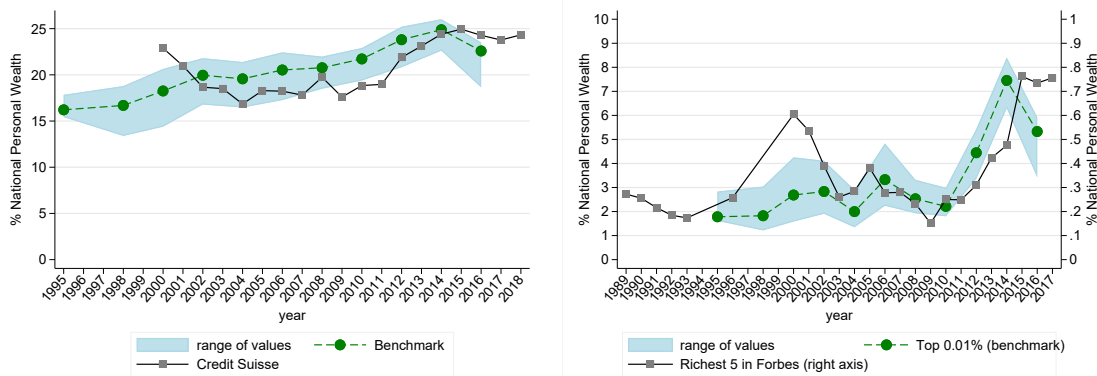 25
20
15
10
5
0
% National Personal Wealth
1995 1996 1997 1998 1999 2000 2001 2002 2003 2004 2005 2006 2007 2008 2009 2010 2011 2012 2013 2014 2015 2016 2017 2018
year
range of values Benchmark
Credit Suisse
10
9
8
7
6
5
4
3
2
1
0
% National Personal Wealth
1
.9
.8
.7
.6
.5
.4
.3
.2
.1
0
% National Personal Wealth
1989 1990 1991 1992 1993 1994 1995 1996 1997 1998 1999 2000 2001 2002 2003 2004 2005 2006 2007 2008 2009 2010 2011 2012 2013 2014 2015 2016 2017
year
range of values Top 0.01% (benchmark)
Richest 5 in Forbes (right axis)